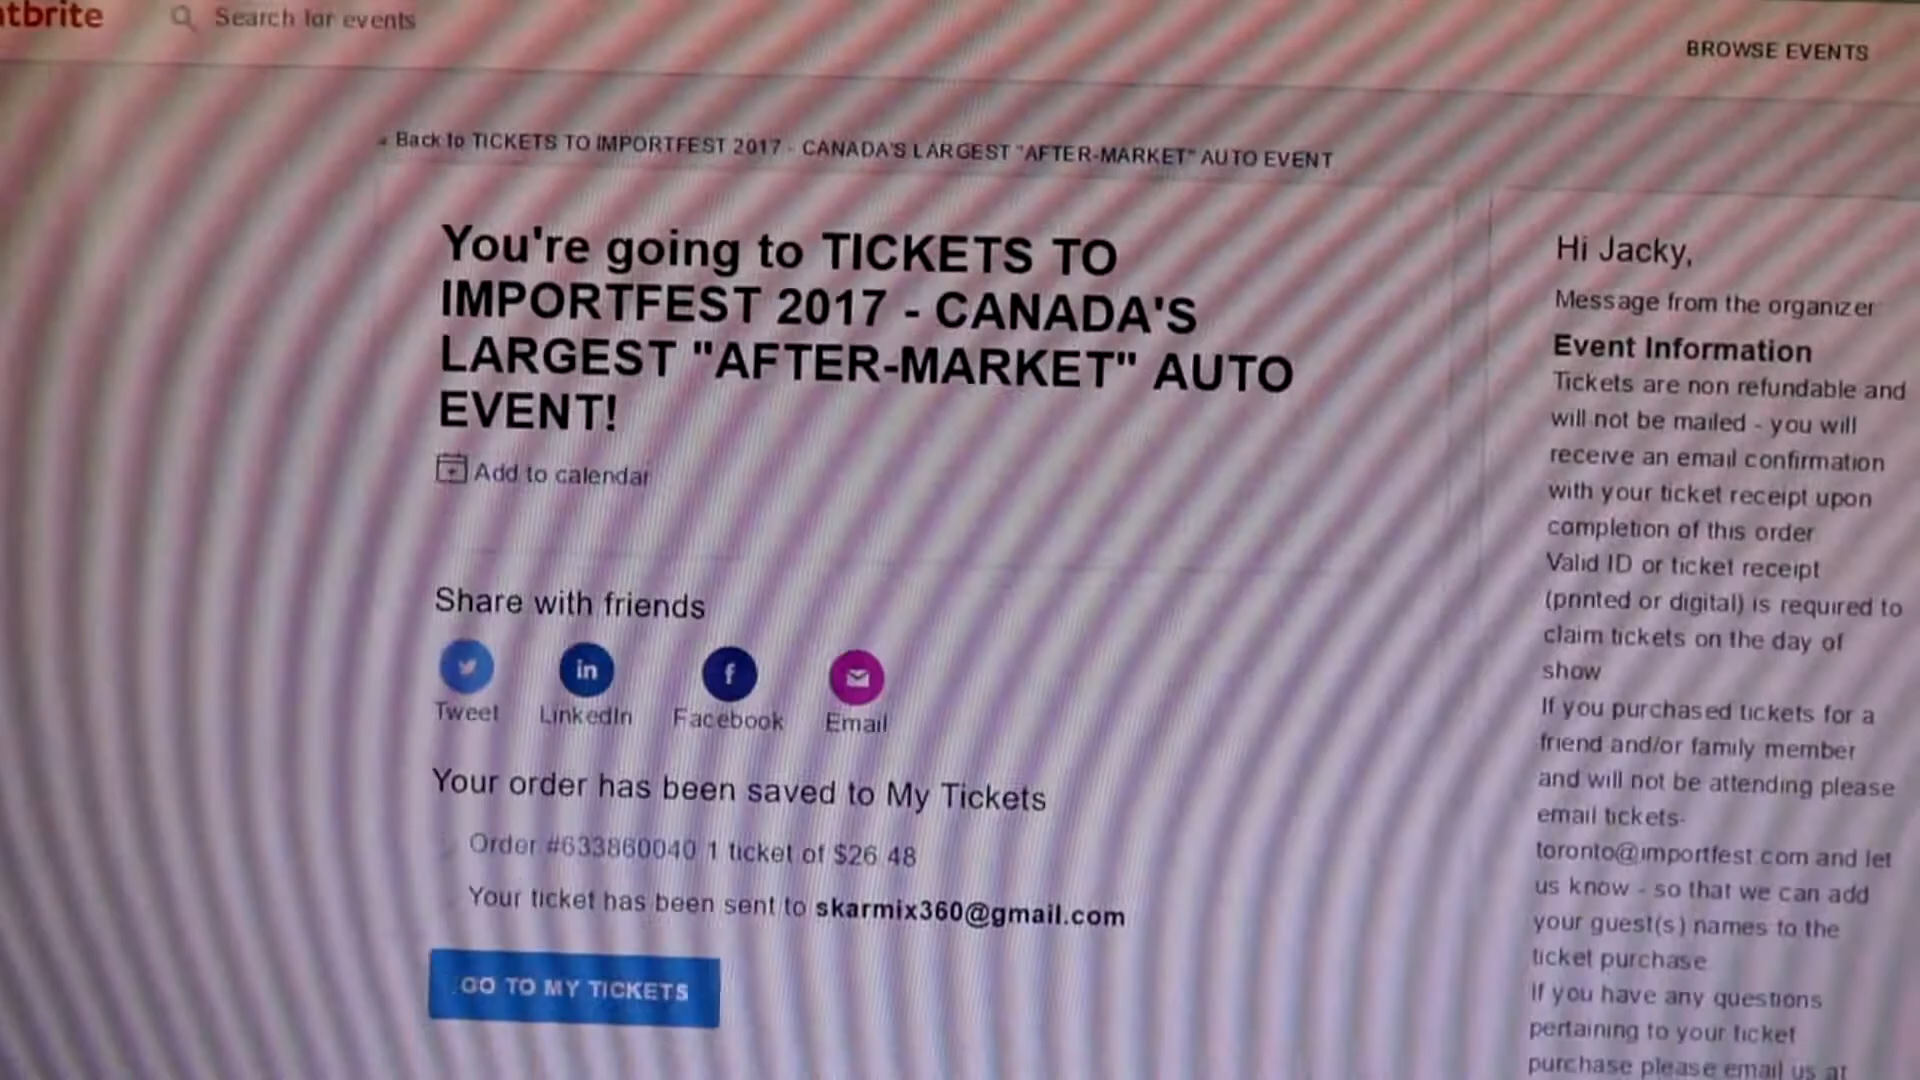 tbrite
Search for events
BROWSE EVENTS
Back to TICKETS TO IMPORTFEST 2017 - CANADA'S LARGEST "AFTER-MARKET" AUTO EVENT
You're going to TICKETS TO
IMPORTFEST 2017 - CANADA'S
LARGEST "AFTER-MARKET" AUTO
EVENT!
Add to calendar
Share with friends
Tweet
LinkedIn
Facebook
Email
Your order has been saved to My Tickets
Order #633860040 1 ticket of $26.48
Your ticket has been sent to skarmix360@gmail.com
GO TO MY TICKETS
Hi Jacky,
Message from the organizer
Event Information
Tickets are non refundable and
will not be mailed - you will
receive an email confirmation
with your ticket receipt upon
completion of this order
Valid ID or ticket receipt
(printed or digital) is required to
claim tickets on the day of
show
If you purchased tickets for a
friend and/or family member
and will not be attending please
email tickets-
toronto@importfest.com and let
us know - so that we can add
your guest(s) names to the
ticket purchase
If you have any questions
pertaining to your ticket
purchase please email us at